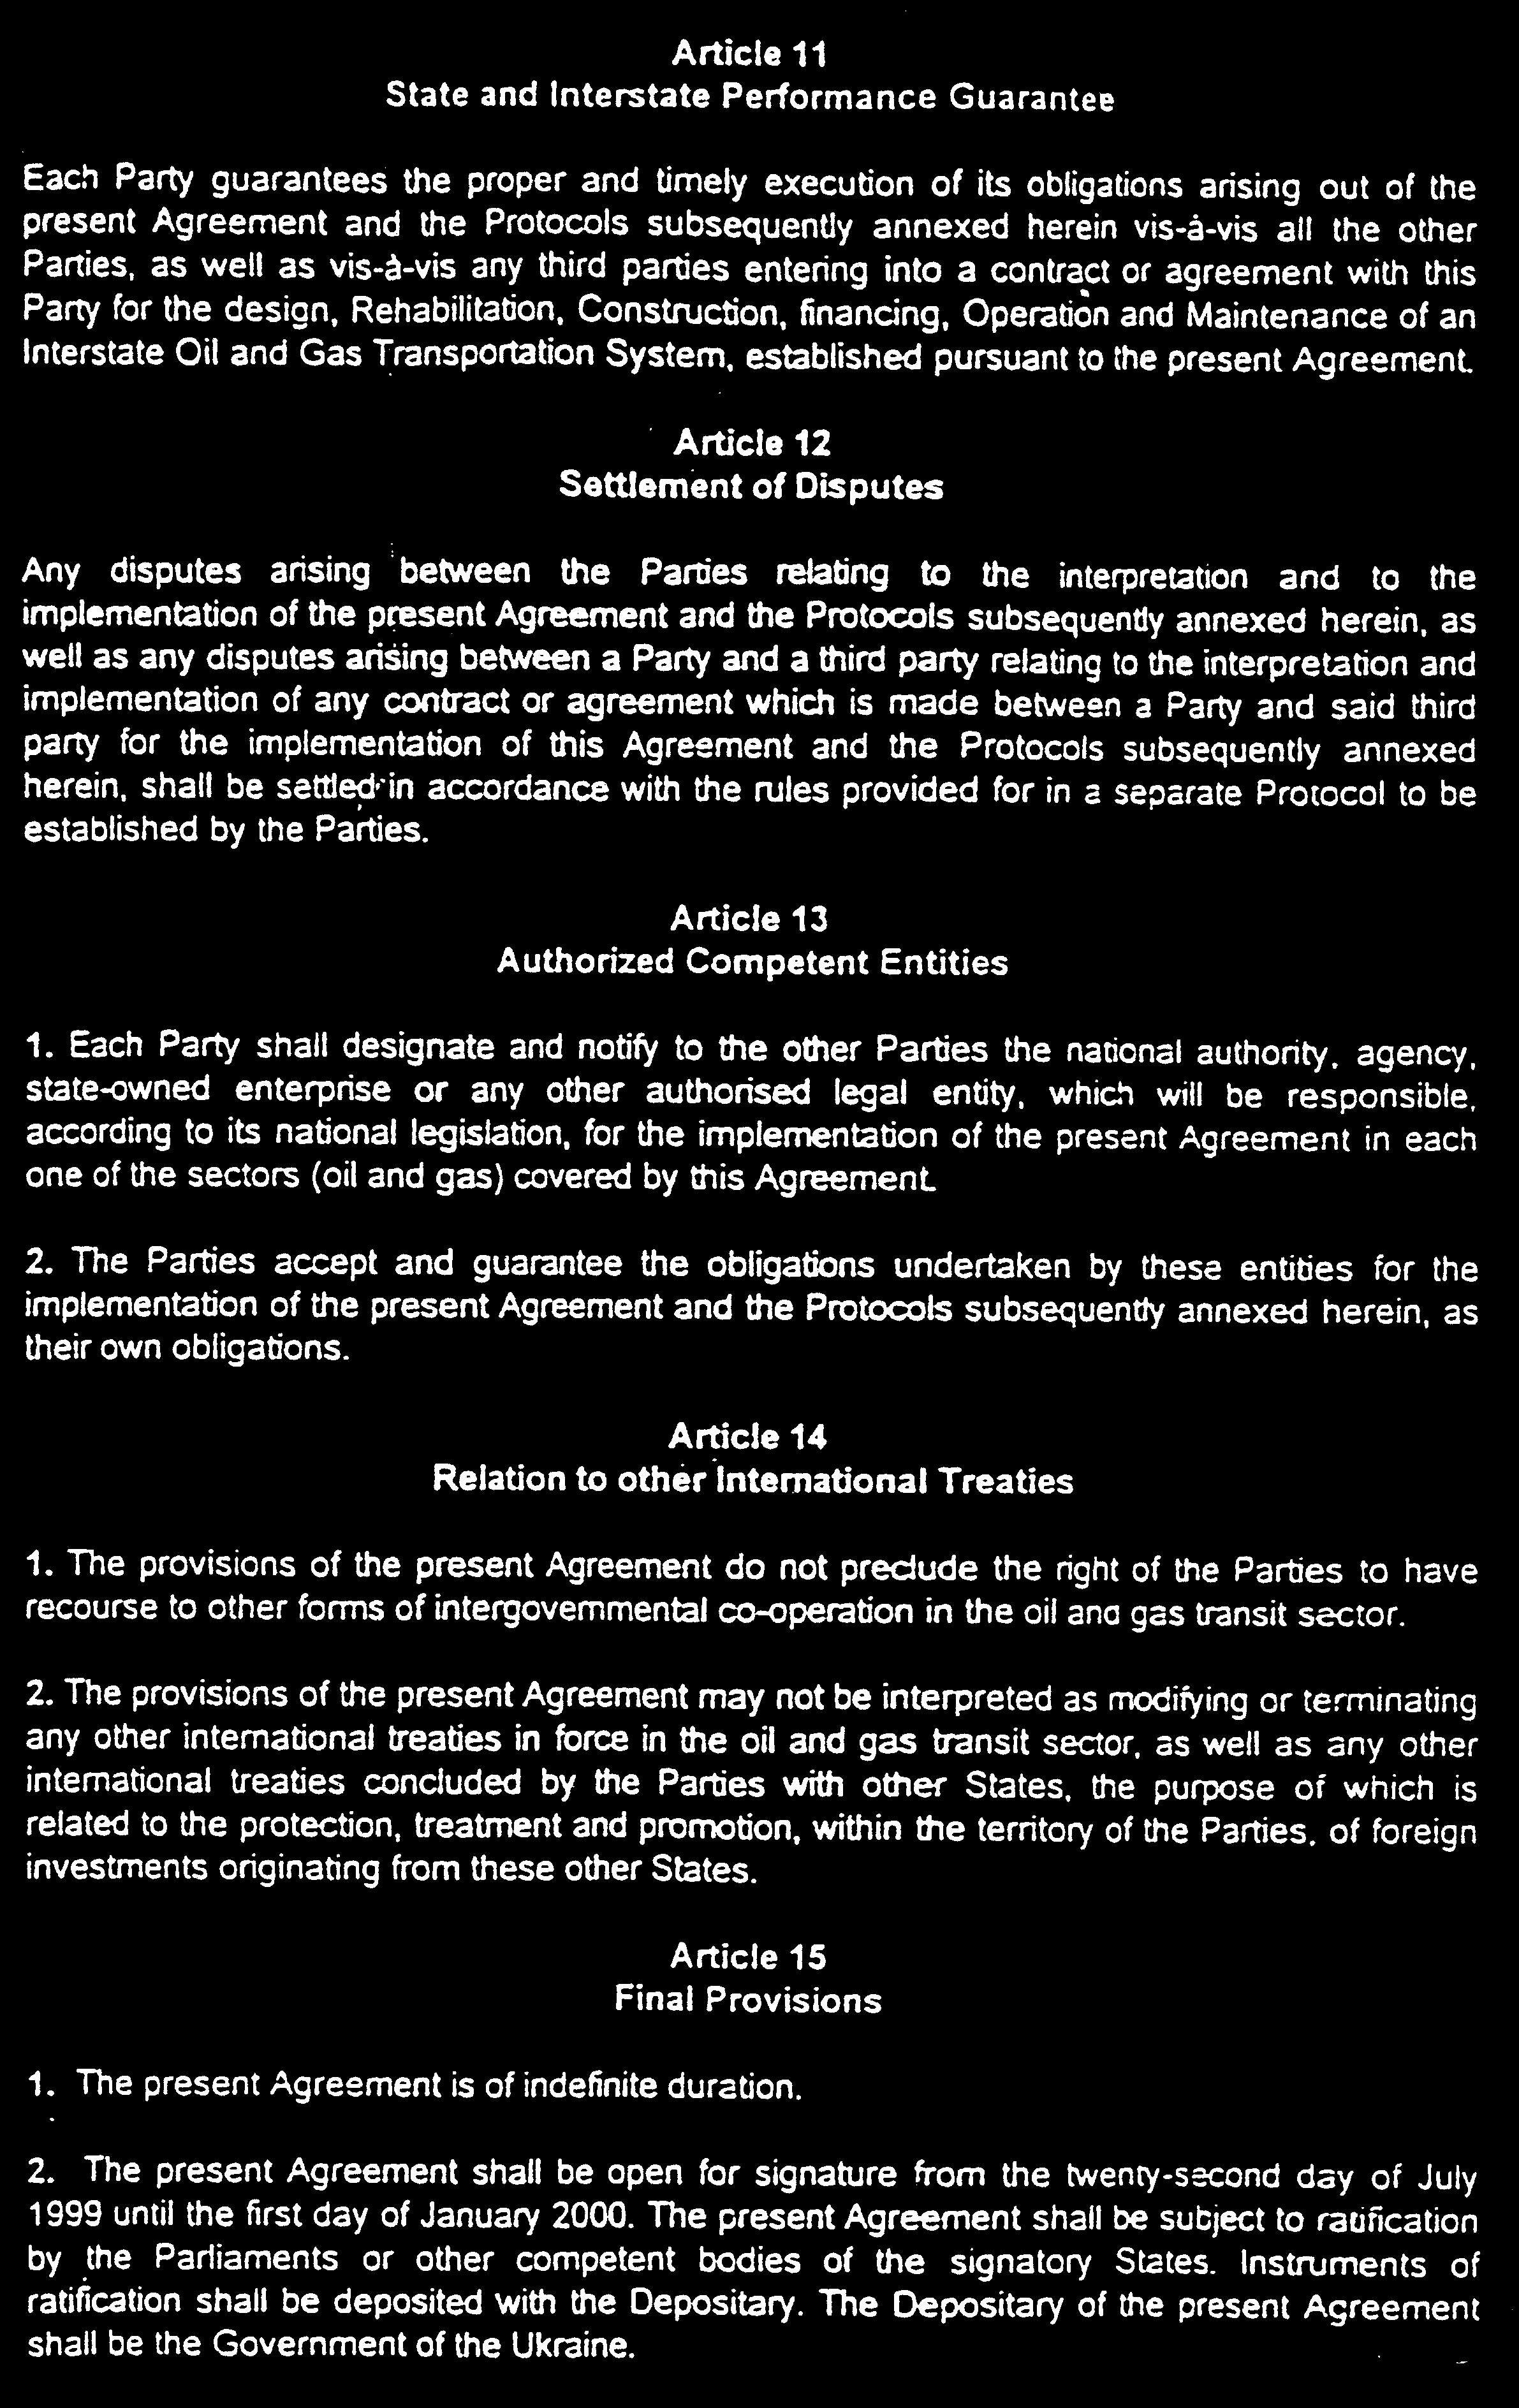 Article 11
State and Interstate Performance Guarantee
Each Party guarantees the proper and timely execution of its obligations arising out of the
present Agreement and the Protocols subsequently annexed herein vis-à-vis all the other
Parties, as well as vis-à-vis any third parties entering into a contract or agreement with this
Party for the design, Rehabilitation, Construction, financing, Operation and Maintenance of an
Interstate Oil and Gas Transportation System, established pursuant to the present Agreement.
Article 12
Settlement of Disputes
Any disputes arising between the Parties relating to the interpretation and to the
implementation of the present Agreement and the Protocols subsequently annexed herein, as
well as any disputes arising between a Party and a third party relating to the interpretation and
implementation of any contract or agreement which is made between a Party and said third
party for the implementation of this Agreement and the Protocols subsequently annexed
herein, shall be settled in accordance with the rules provided for in a separate Protocol to be
established by the Parties.
Article 13
Authorized Competent Entities
1. Each Party shall designate and notify to the other Parties the national authority, agency,
state-owned enterprise or any other authorised legal entity, which will be responsible,
according to its national legislation, for the implementation of the present Agreement in each
one of the sectors (oil and gas) covered by this Agreement.
2. The Parties accept and guarantee the obligations undertaken by these entities for the
implementation of the present Agreement and the Protocols subsequently annexed herein, as
their own obligations.
Article 14
Relation to other International Treaties
1. The provisions of the present Agreement do not preclude the right of the Parties to have
recourse to other forms of intergovernmental co-operation in the oil and gas transit sector.
2. The provisions of the present Agreement may not be interpreted as modifying or terminating
any other international treaties in force in the oil and gas transit sector, as well as any other
international treaties concluded by the Parties with other States, the purpose of which is
related to the protection, treatment and promotion, within the territory of the Parties, of foreign
investments originating from these other States.
Article 15
Final Provisions
1. The present Agreement is of indefinite duration.
2. The present Agreement shall be open for signature from the twenty-second day of July
1999 until the first day of January 2000. The present Agreement shall be subject to ratification
by the Parliaments or other competent bodies of the signatory States. Instruments of
ratification shall be deposited with the Depositary. The Depositary of the present Agreement
shall be the Government of the Ukraine.